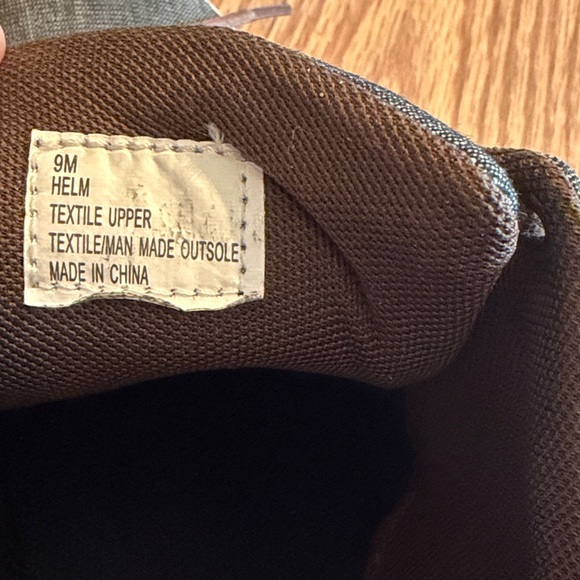 9M
HELM
TEXTILE UPPER
TEXTILE/MAN MADE OUTSOLE
MADE IN CHINA